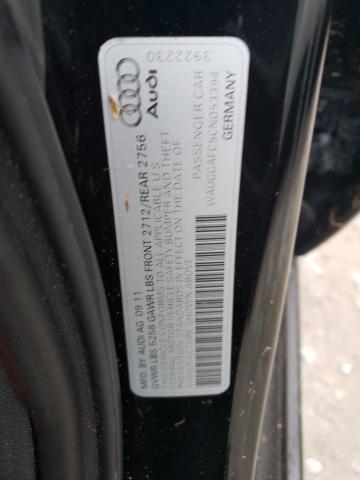 Audi
3922230
MFD BY AUDI AG 09 11
GVWR LBS 5258 GAWR LBS FRONT 2712/REAR 2756
THIS VEHICLE CONFORMS TO ALL APPLICABLE U S
FEDERAL MOTOR VEHICLE SAFETY BUMPER AND THEFT
PREVENTION STANDARDS IN EFFECT ON THE DATE OF
MANUFACTURE SHOWN ABOVE
PASSENGER CAR
WAUGGAFC5CN053394
GERMANY